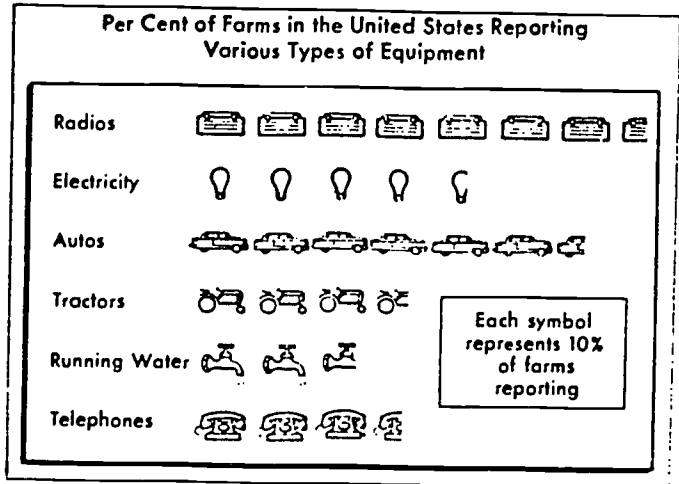 Per Cent of Farms in the United States Reporting
Various Types of Equipment
Radios
Electricity
Autos
Tractors
Running Water
Telephones
Each symbol
represents 10%
of farms
reporting